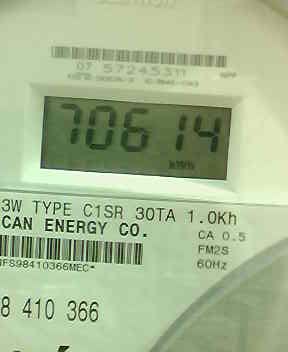 07 57245311
70614
kWh
3W TYPE C1SR 30TA 1.0Kh
CAN ENERGY CO.
CA 0.5
FM2S
60Hz
IFS98410366MEC*
8 410 366